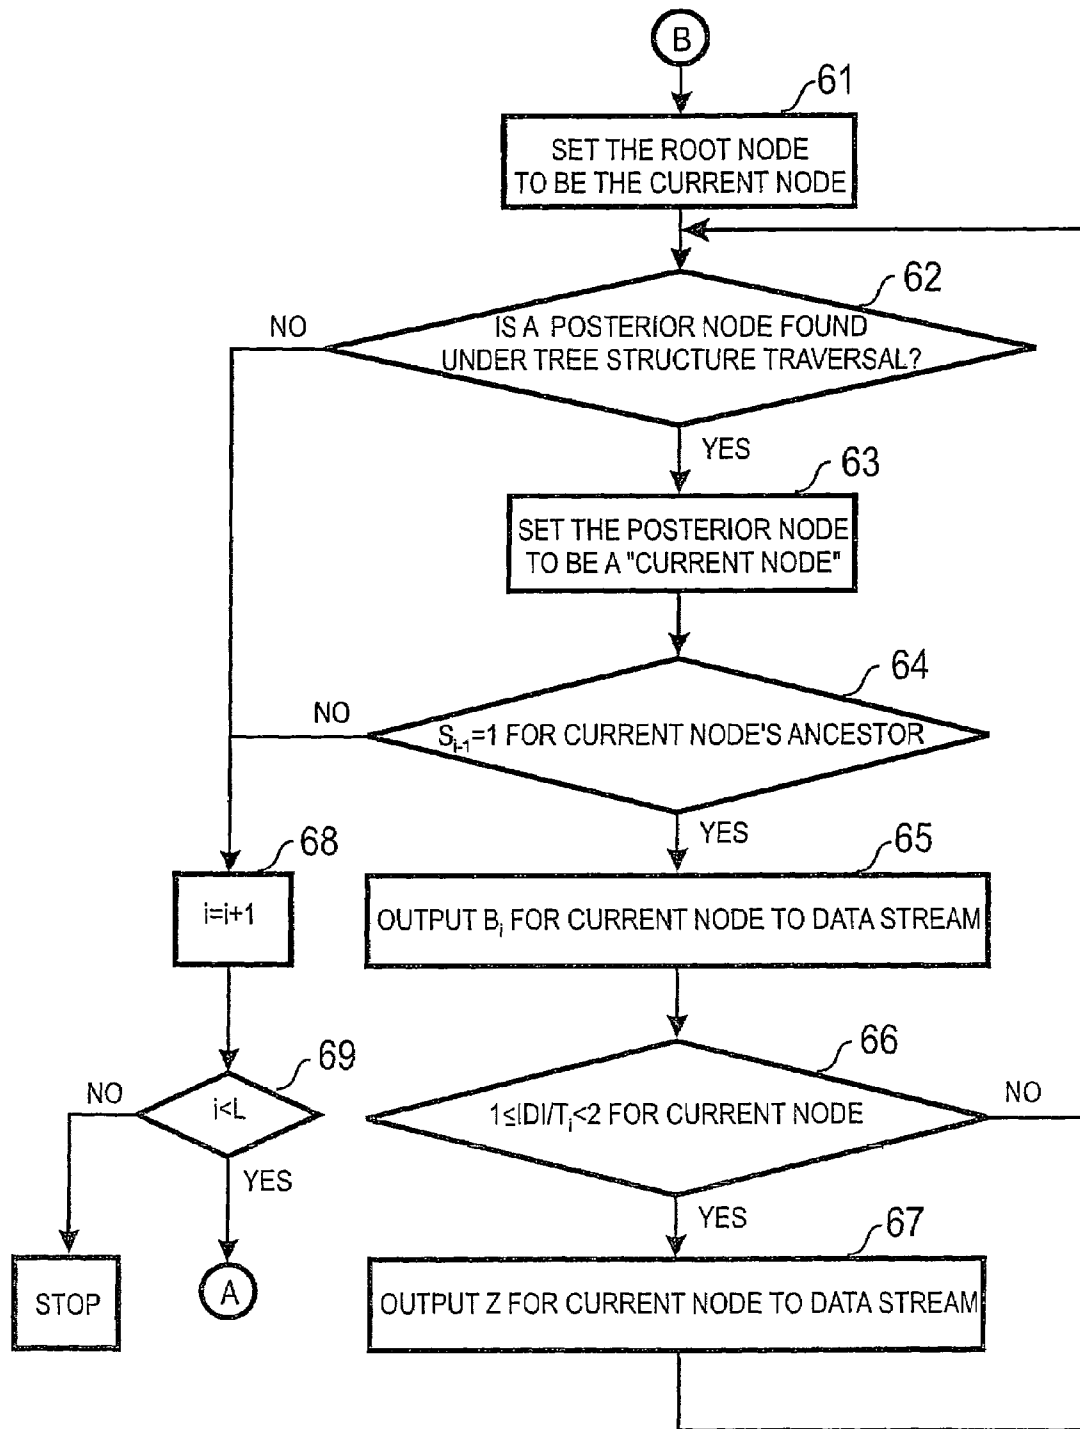 B
61
SET THE ROOT NODE
TO BE THE CURRENT NODE
62
NO
IS A POSTERIOR NODE FOUND
UNDER TREE STRUCTURE TRAVERSAL?
YES
63
SET THE POSTERIOR NODE
TO BE A "CURRENT NODE"
64
NO
Si-1=1 FOR CURRENT NODE'S ANCESTOR
YES
68
65
i=i+1
OUTPUT Bi FOR CURRENT NODE TO DATA STREAM
69
66
NO
i<L
1≤|D|/Ti<2 FOR CURRENT NODE
NO
YES
YES
67
STOP
A
OUTPUT Z FOR CURRENT NODE TO DATA STREAM